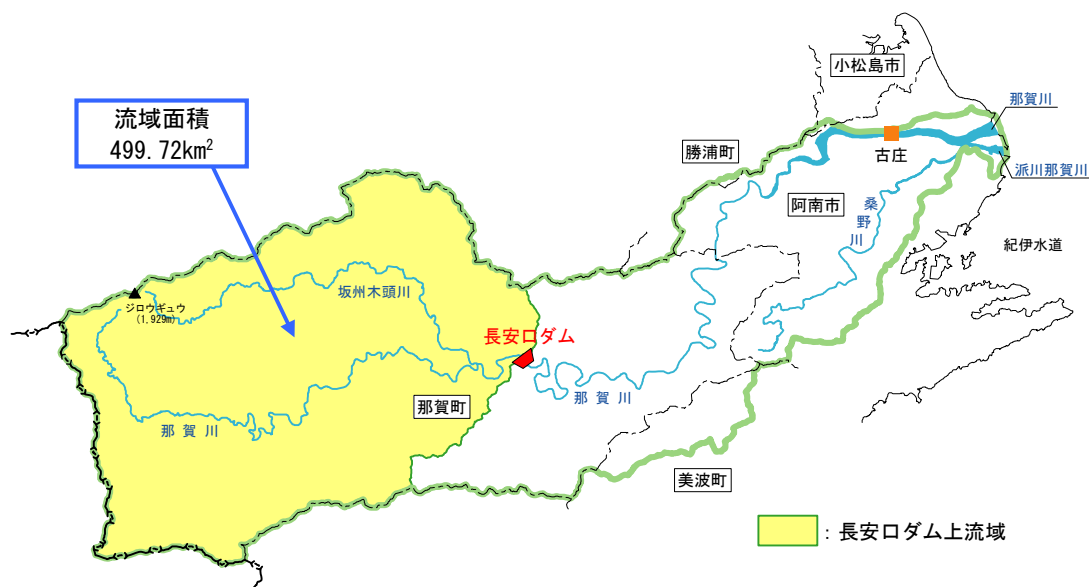 小松島市
那賀川
流域面積
499.72km²
勝浦町
古庄
派川那賀川
阿南市
桑野川
紀伊水道
坂州木頭川
ジロウギュウ
(1,929m)
長安口ダム
那賀町
那賀川
那賀川
美波町
：長安口ダム上流域